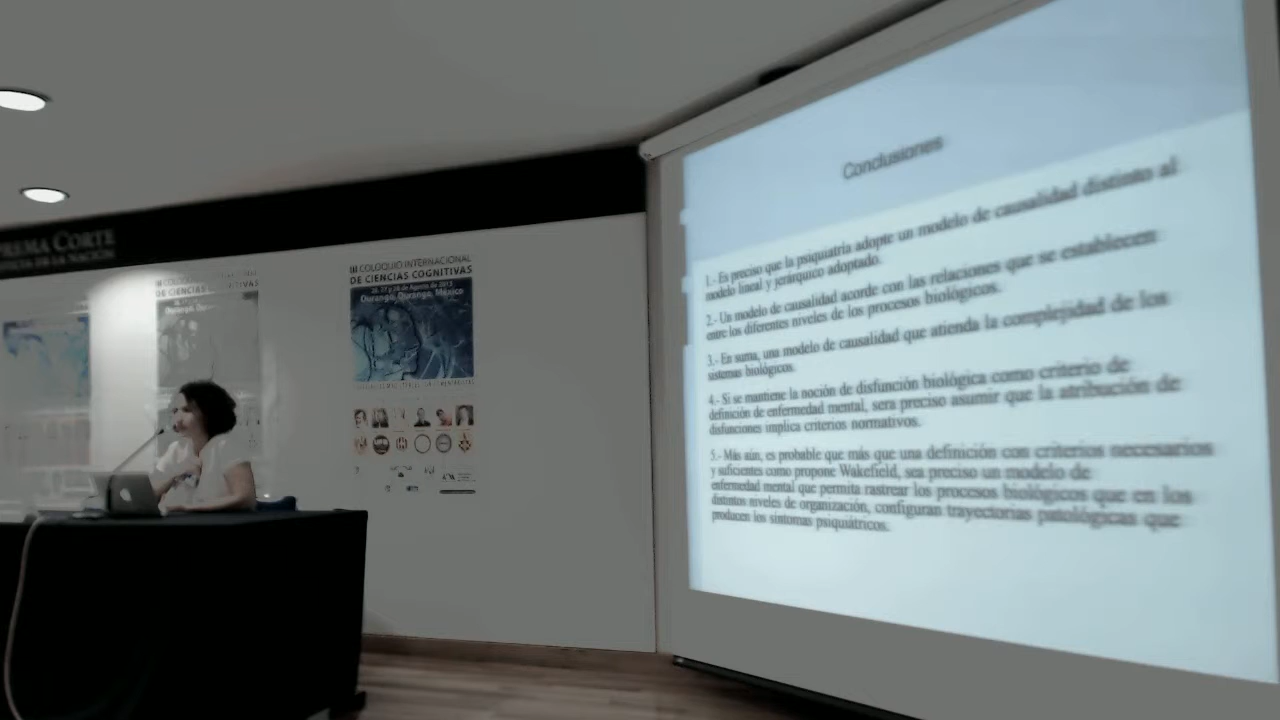 PREMA CORTE
III COLOQUIO INTERNACIONAL
DE CIENCIAS COGNITIVAS
26, 27 y 28 de Agosto de 2013
Durango, Durango, México
Conclusiones
1.- Es preciso que la psiquiatría adopte un modelo de causalidad distinto al
modelo lineal y jerárquico adoptado.
2.- Un modelo de causalidad acorde con las relaciones que se establecen
entre los diferentes niveles de los procesos biológicos.
3.- En suma, una modelo de causalidad que atienda la complejidad de los
sistemas biológicos.
4.- Si se mantiene la noción de disfunción biológica como criterio de
definición de enfermedad mental, sera preciso asumir que la atribución de
disfunciones implica criterios normativos.
5.- Más aún, es probable que más que una definición con criterios necesarios
y suficientes como propone Wakefield, sea preciso un modelo de
enfermedad mental que permita rastrear los procesos biológicos que en los
distintos niveles de organización, configuran trayectorias patológicas que
producen los síntomas psiquiátricos.